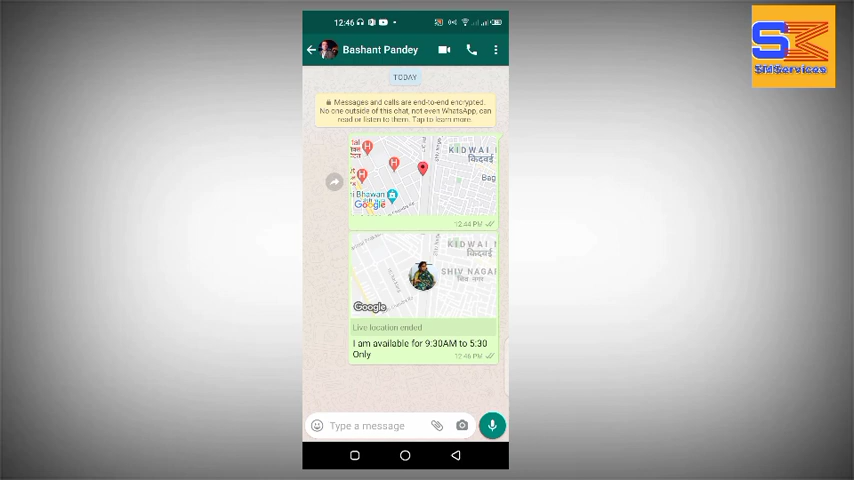 12:46
Bashant Pandey
TODAY
Messages and calls are end-to-end encrypted.
No one outside of this chat, not even WhatsApp, can
read or listen to them. Tap to learn more.
KIDWAI
किदवई
Bag
Bhawan
Google
12:44 PM
KIDWAI
किदवई
SHIV NAGAR
शिव नगर
Google
Live location ended
I am available for 9:30AM to 5:30
Only
12:46 PM
Type a message
SM
SMServices